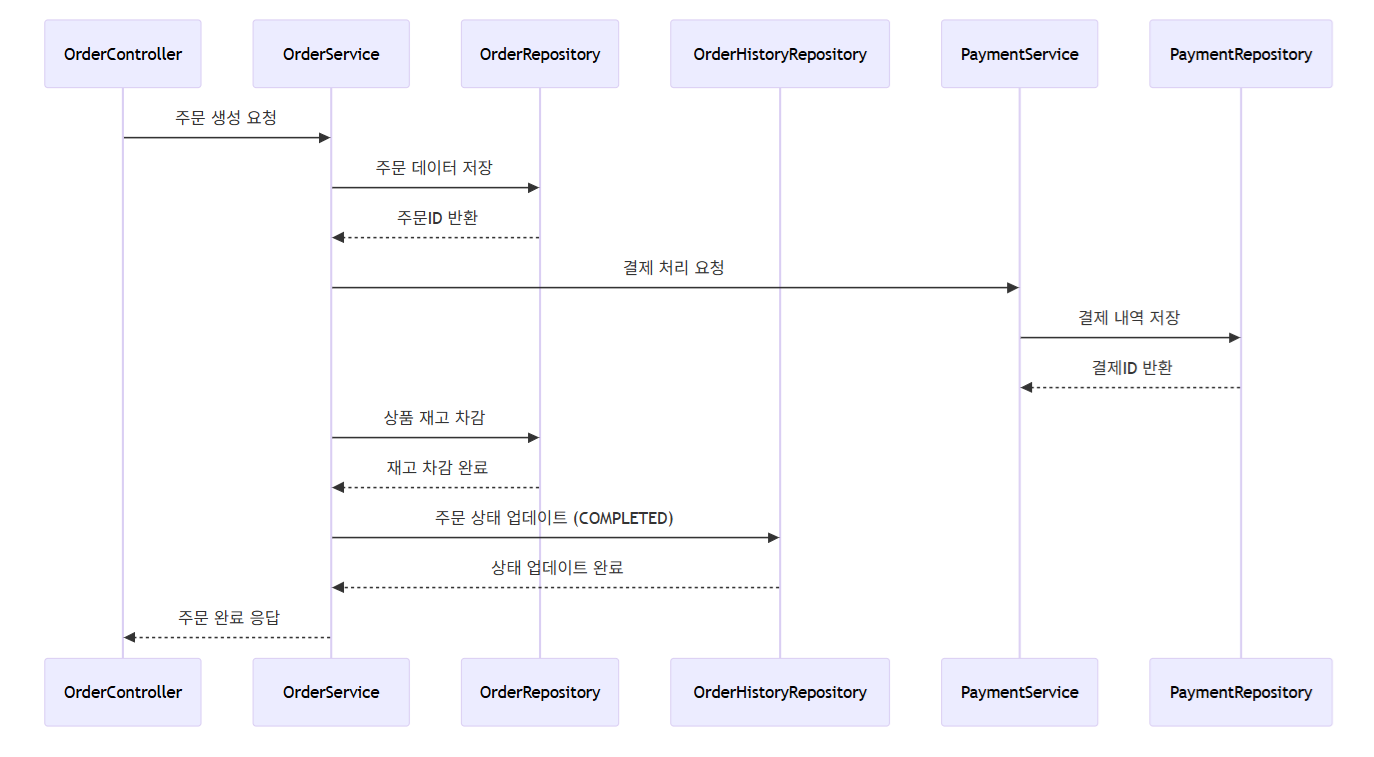 OrderController
OrderService
OrderRepository
OrderHistoryRepository
PaymentService
PaymentRepository
주문 생성 요청
주문 데이터 저장
주문ID 반환
결제 처리 요청
결제 내역 저장
결제ID 반환
상품 재고 차감
재고 차감 완료
주문 상태 업데이트 (COMPLETED)
상태 업데이트 완료
주문 완료 응답
OrderController
OrderService
OrderRepository
OrderHistoryRepository
PaymentService
PaymentRepository